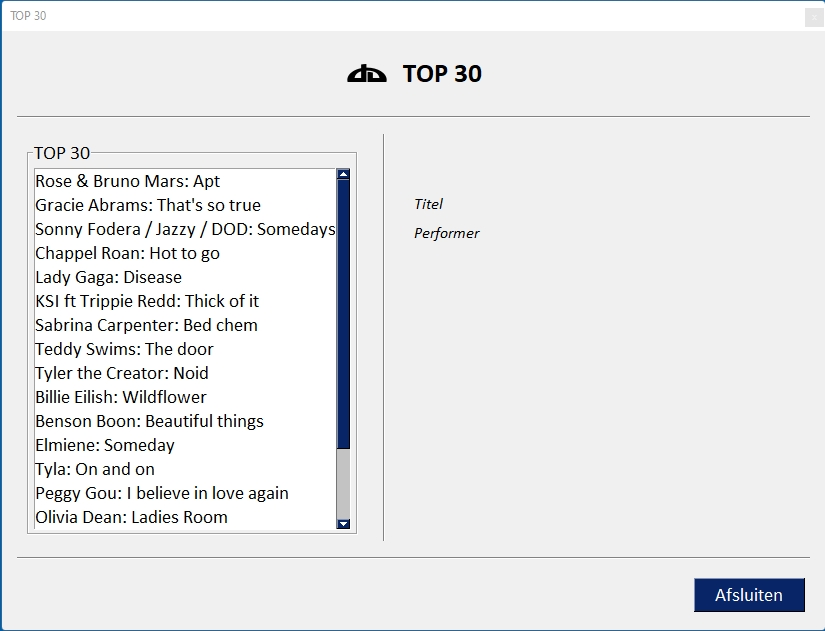 TOP 30
TOP 30
TOP 30
Rose & Bruno Mars: Apt
Gracie Abrams: That's so true
Sonny Fodera / Jazzy / DOD: Somedays
Chappel Roan: Hot to go
Lady Gaga: Disease
KSI ft Trippie Redd: Thick of it
Sabrina Carpenter: Bed chem
Teddy Swims: The door
Tyler the Creator: Noid
Billie Eilish: Wildflower
Benson Boon: Beautiful things
Elmiene: Someday
Tyla: On and on
Peggy Gou: I believe in love again
Olivia Dean: Ladies Room
Titel
Performer
Afsluiten